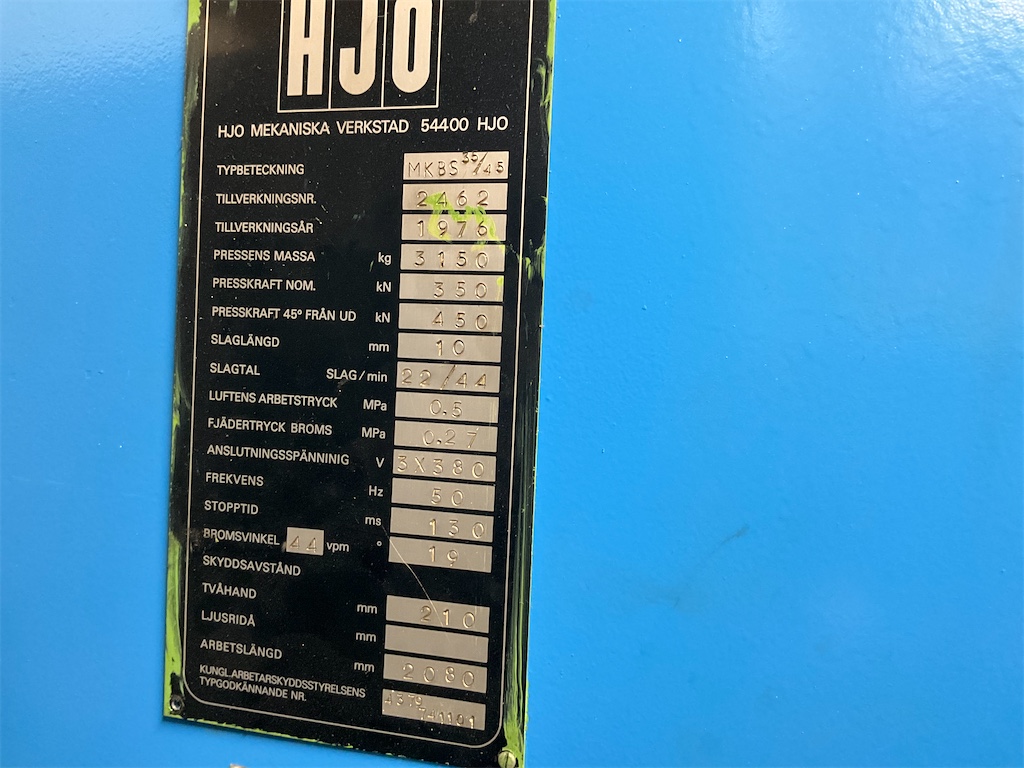 HJO
HJO MEKANISKA VERKSTAD 54400 HJO
TYPBETECKNING MKBS 35/45
TILLVERKNINGSNR. 2462
TILLVERKNINGSÅR 1976
PRESSENS MASSA kg 3150
PRESSKRAFT NOM. kN 350
PRESSKRAFT 45° FRÅN UD kN 450
SLAGLÄNGD mm 10
SLAGTAL SLAG/min 22/44
LUFTENS ARBETSTRYCK MPa 0.5
FJÄDERTRYCK BROMS MPa 0.27
ANSLUTNINGSSPÄNNINIG V 3X380
FREKVENS Hz 50
STOPPTID ms 130
BROMSVINKEL 44 vpm ° 19
SKYDDSAVSTÅND
TVÅHAND mm 210
LJUSRIDÅ mm
ARBETSLÄNGD mm 2080
KUNGL.ARBETARSKYDDSSTYRELSENS
TYPGODKÄNNANDE NR. 4379
741101